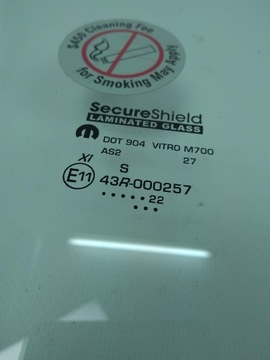 $450 Cleaning Fee
for Smoking May Apply
SecureShield
LAMINATED GLASS
DOT 904 VITRO M700
AS2 27
XI
S
E11 43R-000257
..... 22
...